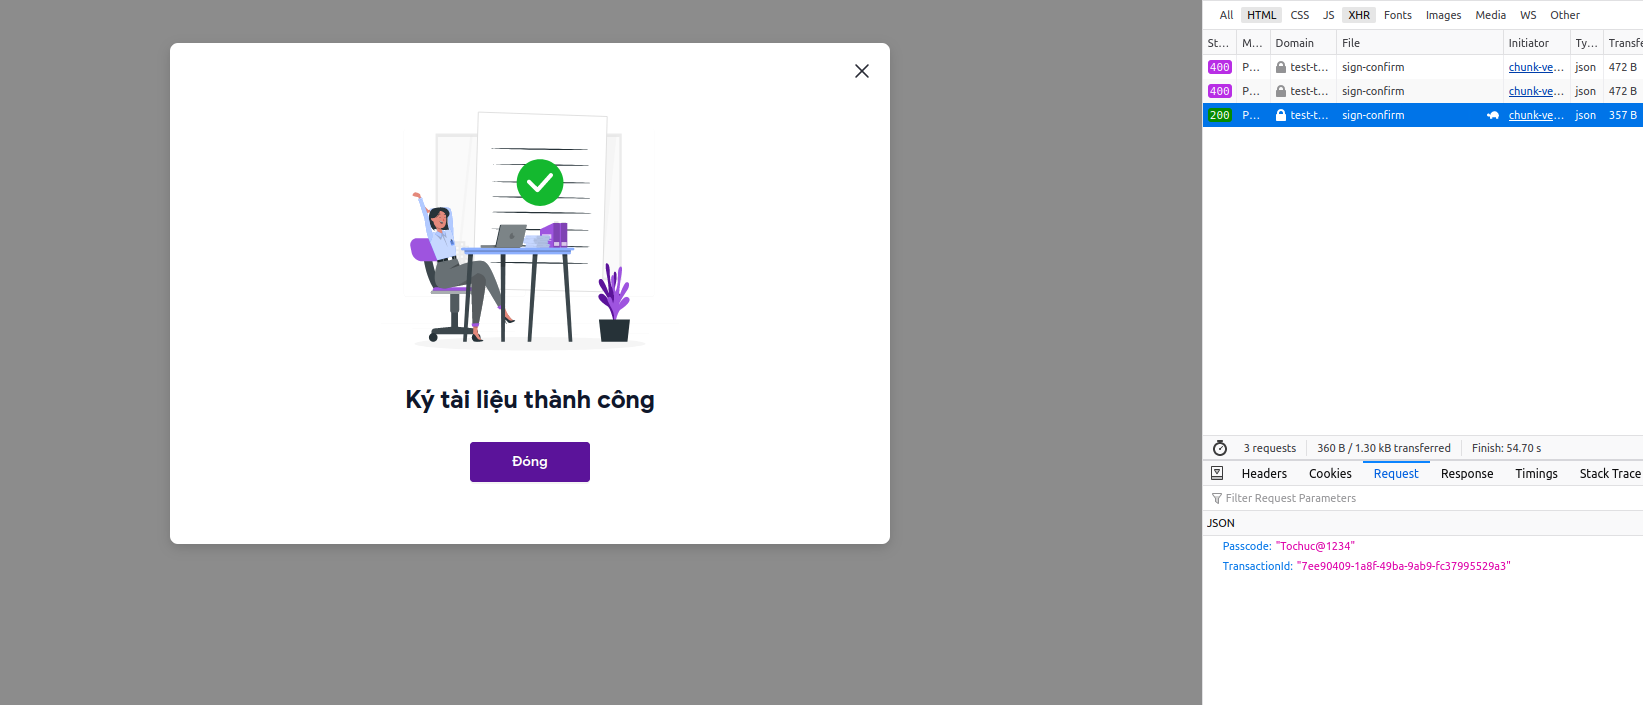 Ký tài liệu thành công
Đóng
All HTML CSS JS XHR Fonts Images Media WS Other
St... M... Domain File Initiator Ty... Transfe
400 P... test-t... sign-confirm chunk-ve... json 472 B
400 P... test-t... sign-confirm chunk-ve... json 472 B
200 P... test-t... sign-confirm chunk-ve... json 357 B
3 requests 360 B / 1.30 kB transferred Finish: 54.70 s
Headers Cookies Request Response Timings Stack Trace
Filter Request Parameters
JSON
Passcode: "Tochuc@1234"
TransactionId: "7ee90409-1a8f-49ba-9ab9-fc37995529a3"